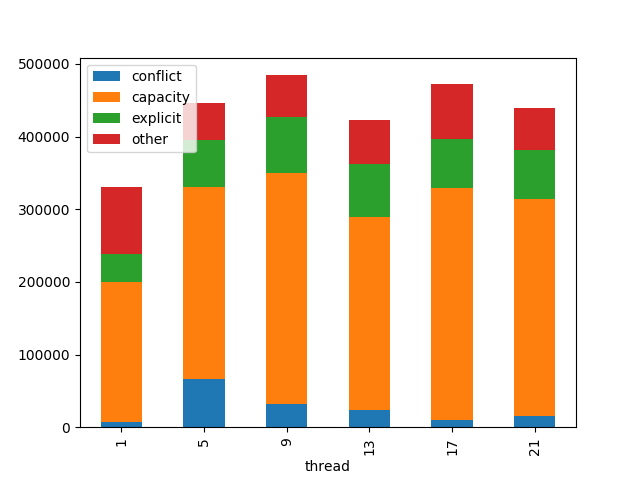 500000
400000
300000
200000
100000
0
conflict
capacity
explicit
other
1
5
9
13
17
21
thread